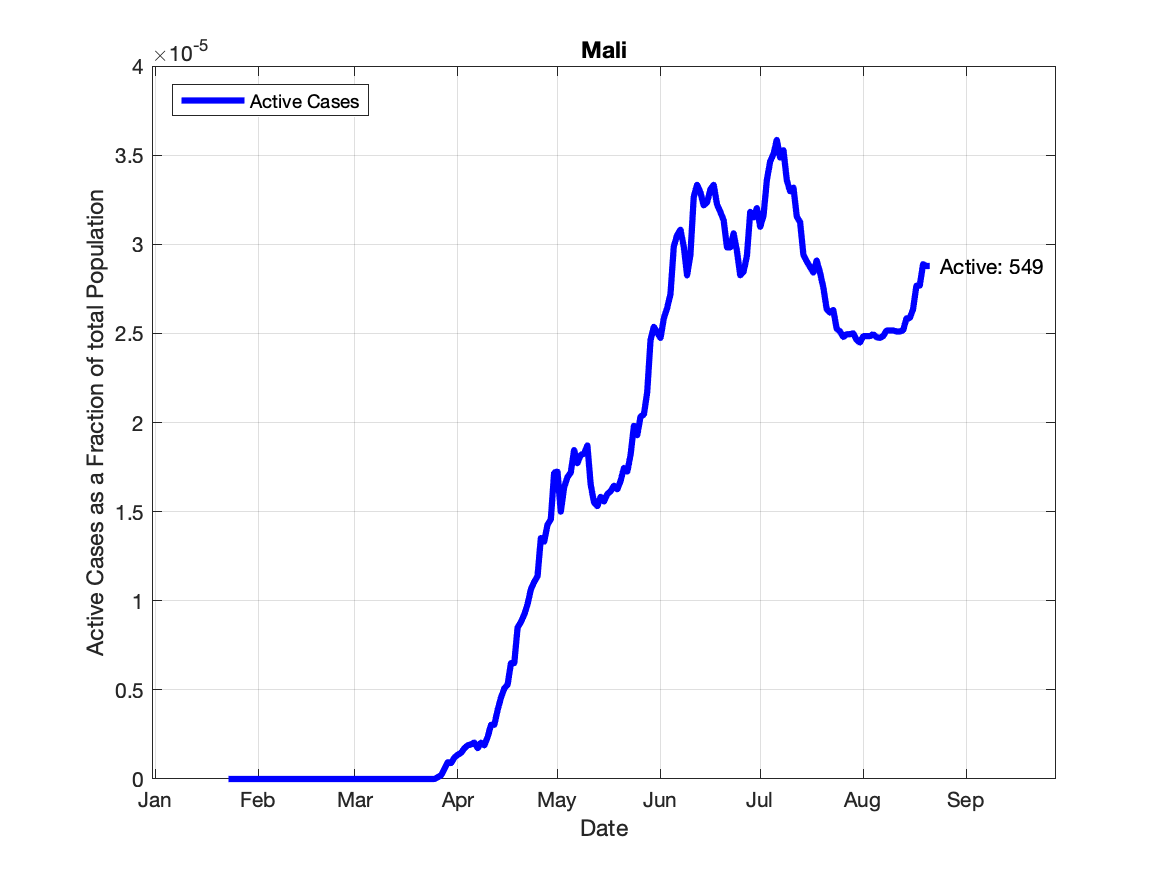 Mali
×10-5
Active Cases
4
3.5
3
2.5
2
1.5
1
0.5
0
Active Cases as a Fraction of total Population
Active: 549
Jan Feb Mar Apr May Jun Jul Aug Sep
Date